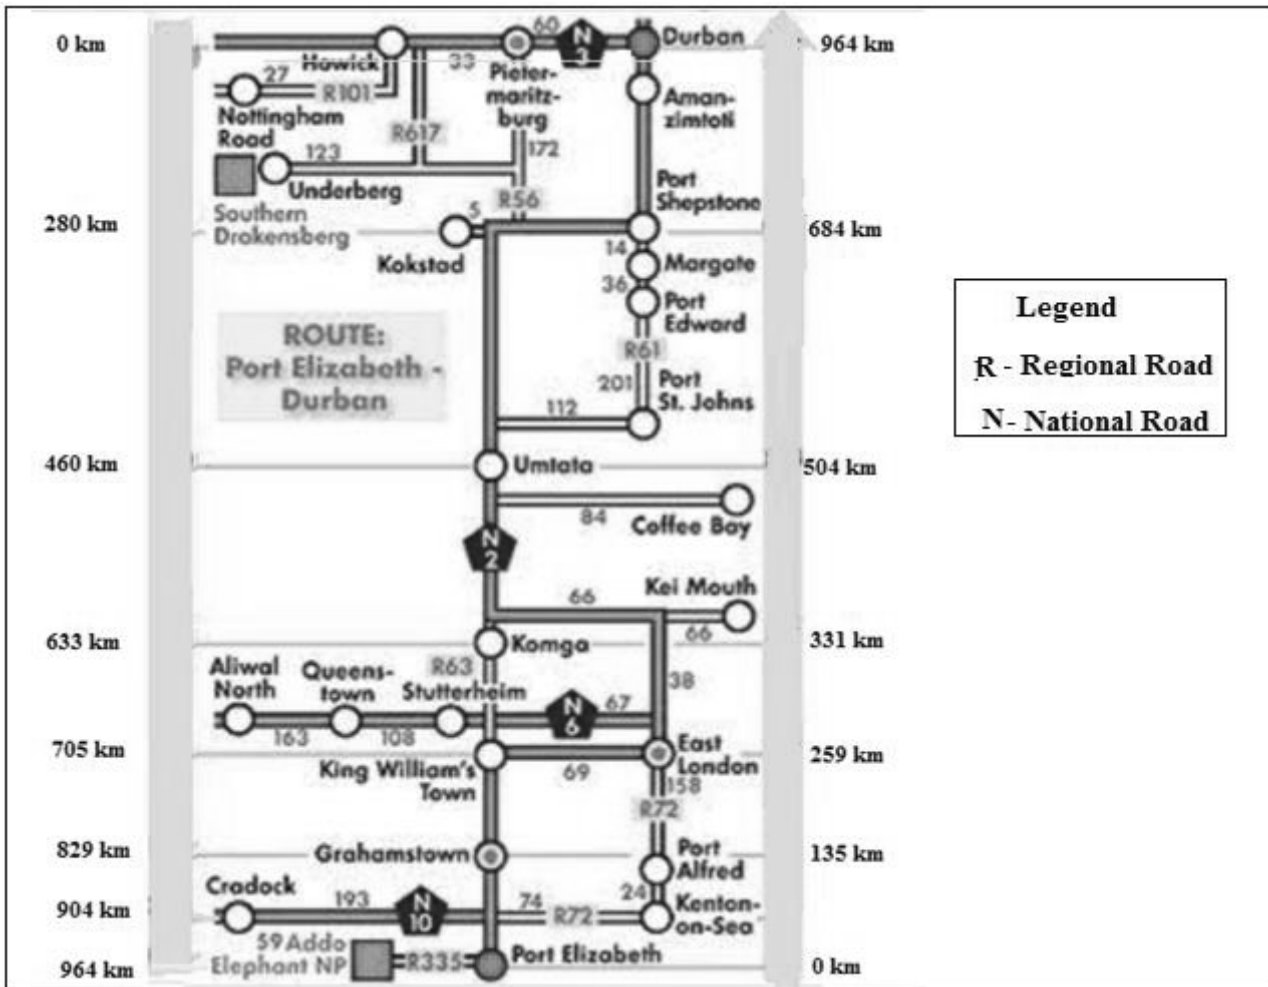 0 km
60
N
3
Durban
964 km
Howick
33
Pieter-
maritz-
burg
27
R101
Nottingham
Road
Aman-
zimtoti
R617
123
172
Underberg
Southern
Drakensberg
R56
Port
Shepstone
280 km
5
Kokstad
684 km
14
Margate
36
Port
Edward
Legend
R - Regional Road
N- National Road
ROUTE:
Port Elizabeth -
Durban
R61
201
Port
St. Johns
112
460 km
Umtata
504 km
84
Coffee Bay
N
2
Kei Mouth
66
66
633 km
Komga
331 km
R63
38
Aliwal
North
Queens-
town
Stutterheim
N
6
67
163
108
705 km
King William's
Town
69
East
London
259 km
158
R72
829 km
Grahamstown
Port
Alfred
135 km
Cradock
904 km
193
N
10
74
R72
24
Kenton-
on-Sea
59 Addo
Elephant NP
R335
Port Elizabeth
964 km
0 km